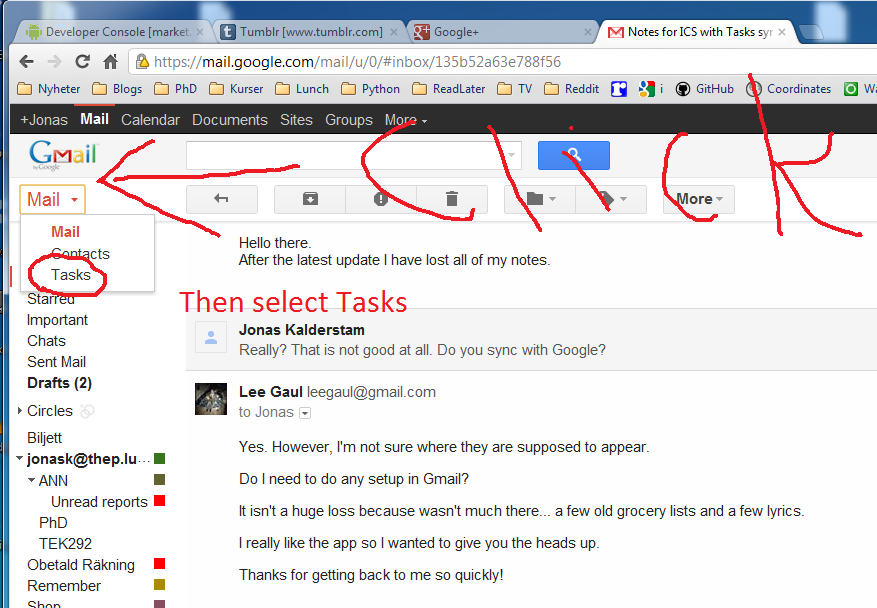 Developer Console [market.
Tumblr [www.tumblr.com]
Google+
Notes for ICS with Tasks syn
https://mail.google.com/mail/u/0/#inbox/135b52a63e788f56
Nyheter Blogs PhD Kurser Lunch Python ReadLater TV Reddit i GitHub Coordinates Wa
+Jonas Mail Calendar Documents Sites Groups More
Gmail
by Google
CliCK
Mail
More
Mail
Contacts
Tasks
Hello there.
After the latest update I have lost all of my notes.
Then select Tasks
Starred
Important
Chats
Sent Mail
Drafts (2)
Circles
Biljett
jonask@thep.lu...
ANN
Unread reports
PhD
TEK292
Obetald Räkning
Remember
Shop
Jonas Kalderstam
Really? That is not good at all. Do you sync with Google?
Lee Gaul leegaul@gmail.com
to Jonas
Yes. However, I'm not sure where they are supposed to appear.
Do I need to do any setup in Gmail?
It isn't a huge loss because wasn't much there... a few old grocery lists and a few lyrics.
I really like the app so I wanted to give you the heads up.
Thanks for getting back to me so quickly!